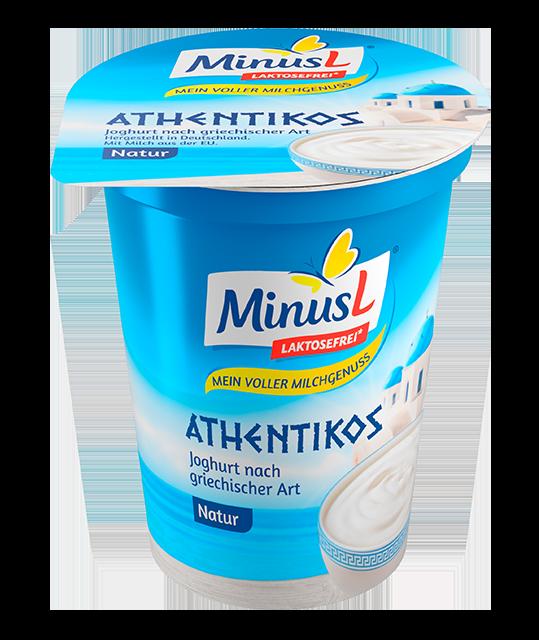 MinusL
LAKTOSEFREI*
MEIN VOLLER MILCHGENUSS
ATHENTIKOS
Joghurt nach griechischer Art
Hergestellt in Deutschland.
Mit Milch aus der EU.
Natur
MinusL®
LAKTOSEFREI*
MEIN VOLLER MILCHGENUSS
ATHENTIKOS
Joghurt nach
griechischer Art
Natur